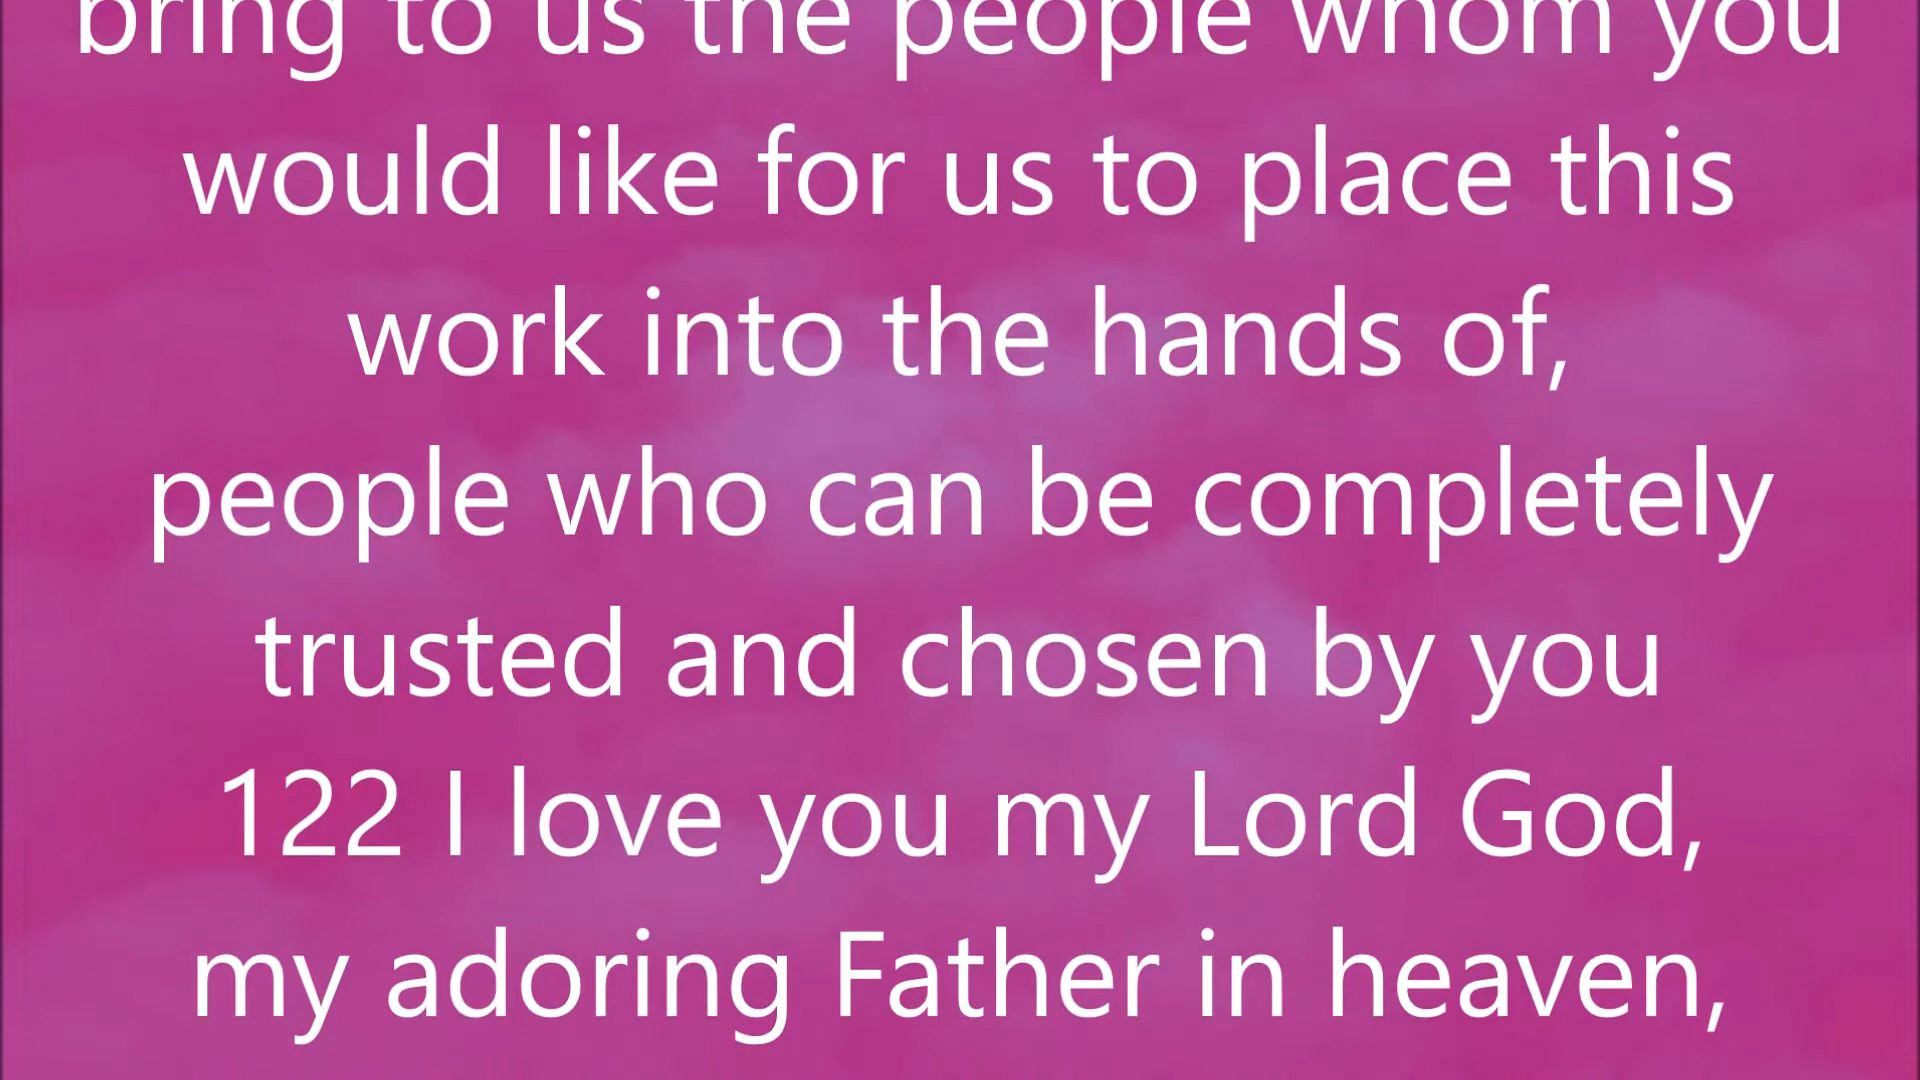 bring to us the people whom you
would like for us to place this
work into the hands of,
people who can be completely
trusted and chosen by you
122 I love you my Lord God,
my adoring Father in heaven,